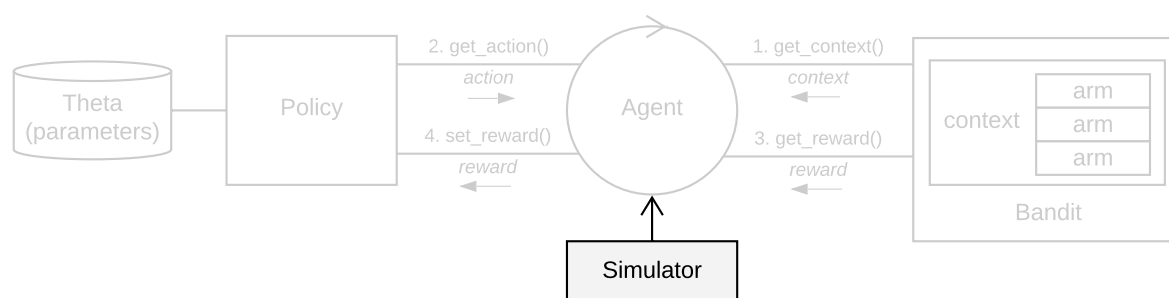 Theta
(parameters)
Policy
2. get_action()
action
4. set_reward()
reward
Agent
1. get_context()
context
3. get_reward()
reward
context
arm
arm
arm
Bandit
Simulator